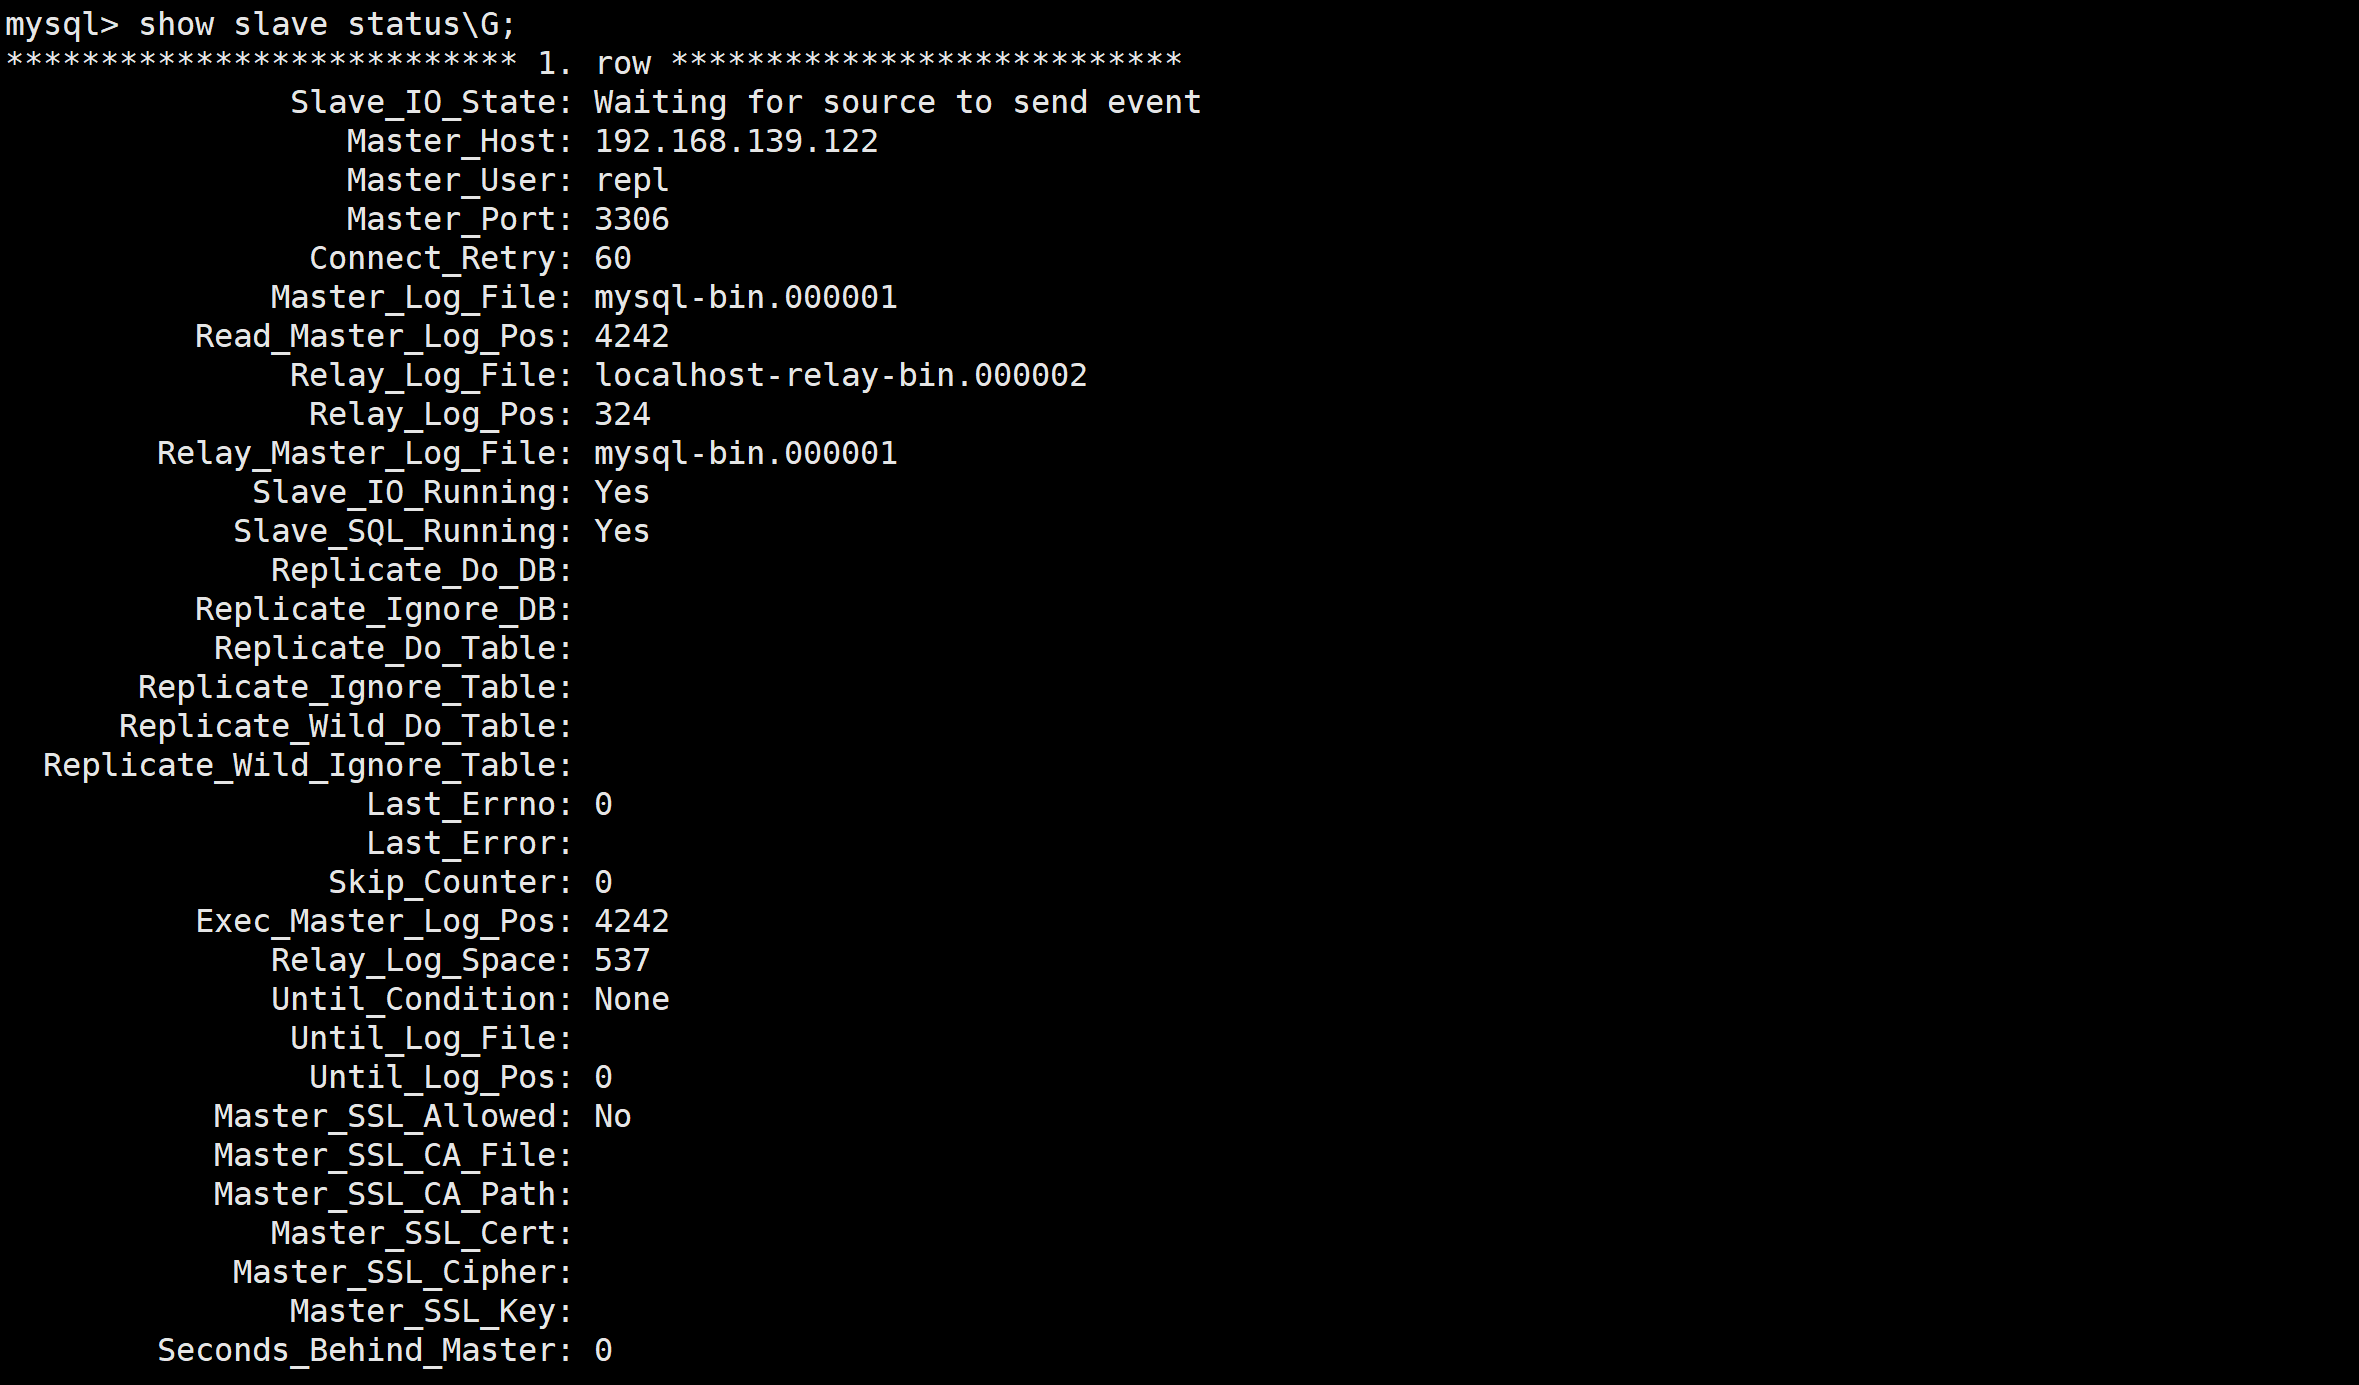 mysql> show slave status\G;
*************************** 1. row ***************************
Slave_IO_State: Waiting for source to send event
Master_Host: 192.168.139.122
Master_User: repl
Master_Port: 3306
Connect_Retry: 60
Master_Log_File: mysql-bin.000001
Read_Master_Log_Pos: 4242
Relay_Log_File: localhost-relay-bin.000002
Relay_Log_Pos: 324
Relay_Master_Log_File: mysql-bin.000001
Slave_IO_Running: Yes
Slave_SQL_Running: Yes
Replicate_Do_DB:
Replicate_Ignore_DB:
Replicate_Do_Table:
Replicate_Ignore_Table:
Replicate_Wild_Do_Table:
Replicate_Wild_Ignore_Table:
Last_Errno: 0
Last_Error:
Skip_Counter: 0
Exec_Master_Log_Pos: 4242
Relay_Log_Space: 537
Until_Condition: None
Until_Log_File:
Until_Log_Pos: 0
Master_SSL_Allowed: No
Master_SSL_CA_File:
Master_SSL_CA_Path:
Master_SSL_Cert:
Master_SSL_Cipher:
Master_SSL_Key:
Seconds_Behind_Master: 0